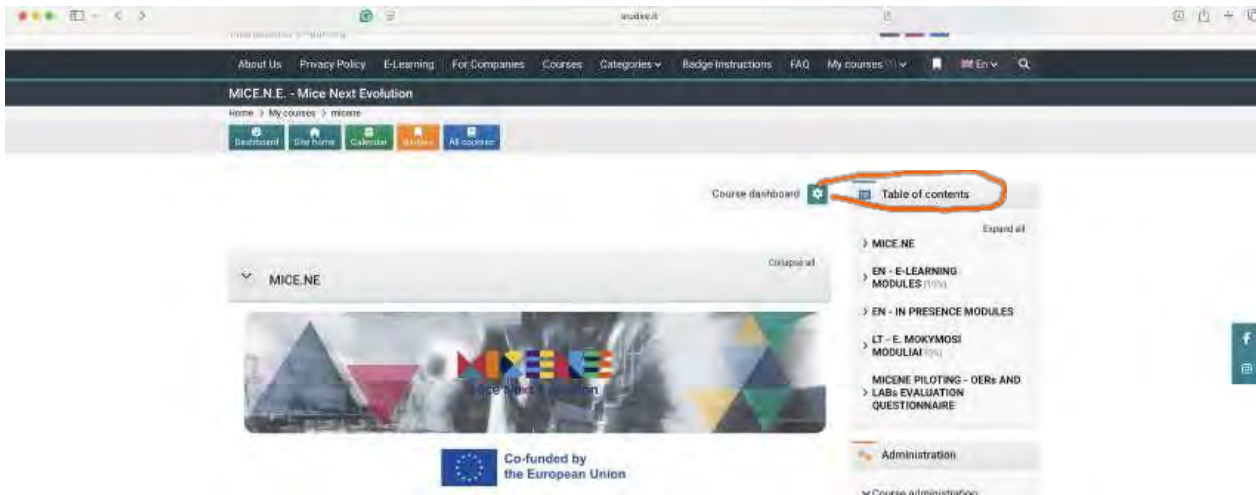 About Us Privacy Policy E-Learning For Companies Courses Categories Badge Instructions FAQ My courses En
MICE.N.E. - Mice Next Evolution
Home > My courses > micene
Dashboard Site home Calendar Badges All courses
Course dashboard
Table of contents
Expand all
MICE.NE
EN - E-LEARNING
MODULES
EN - IN PRESENCE MODULES
LT - E. MOKYMOSI
MODULIAI
MICENE PILOTING - OERs AND
LABs EVALUATION
QUESTIONNAIRE
Administration
Course administration
Collapse all
MICE.NE
MIXENE
Mice Next
Co-funded by
the European Union